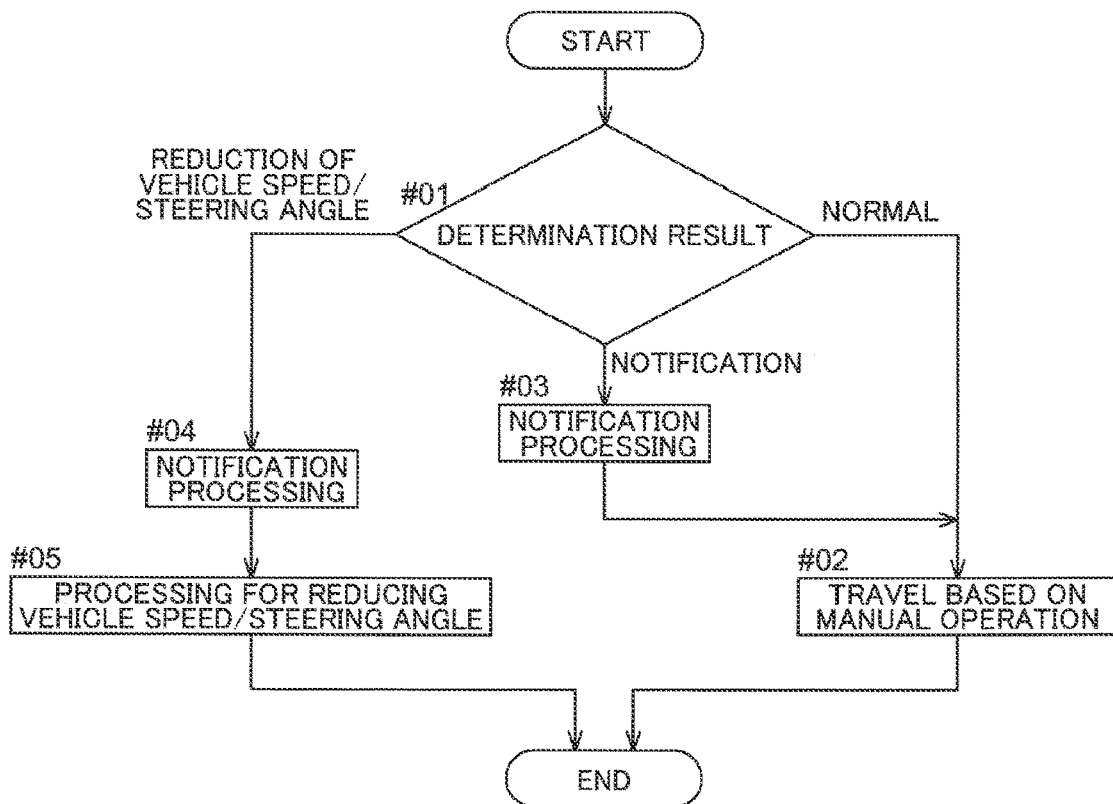 START
REDUCTION OF
VEHICLE SPEED/
STEERING ANGLE
#01
DETERMINATION RESULT
NORMAL
NOTIFICATION
#03
NOTIFICATION
PROCESSING
#04
NOTIFICATION
PROCESSING
#05
PROCESSING FOR REDUCING
VEHICLE SPEED/STEERING ANGLE
#02
TRAVEL BASED ON
MANUAL OPERATION
END